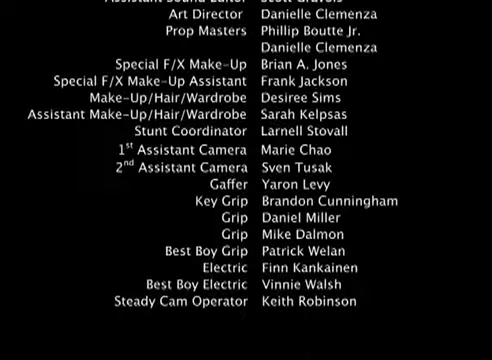 Assistant Sound Editor Scott Gravois
Art Director Danielle Clemenza
Prop Masters Phillip Boutte Jr.
Danielle Clemenza
Special F/X Make-Up Brian A. Jones
Special F/X Make-Up Assistant Frank Jackson
Make-Up/Hair/Wardrobe Desiree Sims
Assistant Make-Up/Hair/Wardrobe Sarah Kelpsas
Stunt Coordinator Larnell Stovall
1st Assistant Camera Marie Chao
2nd Assistant Camera Sven Tusak
Gaffer Yaron Levy
Key Grip Brandon Cunningham
Grip Daniel Miller
Grip Mike Dalmon
Best Boy Grip Patrick Welan
Electric Finn Kankainen
Best Boy Electric Vinnie Walsh
Steady Cam Operator Keith Robinson